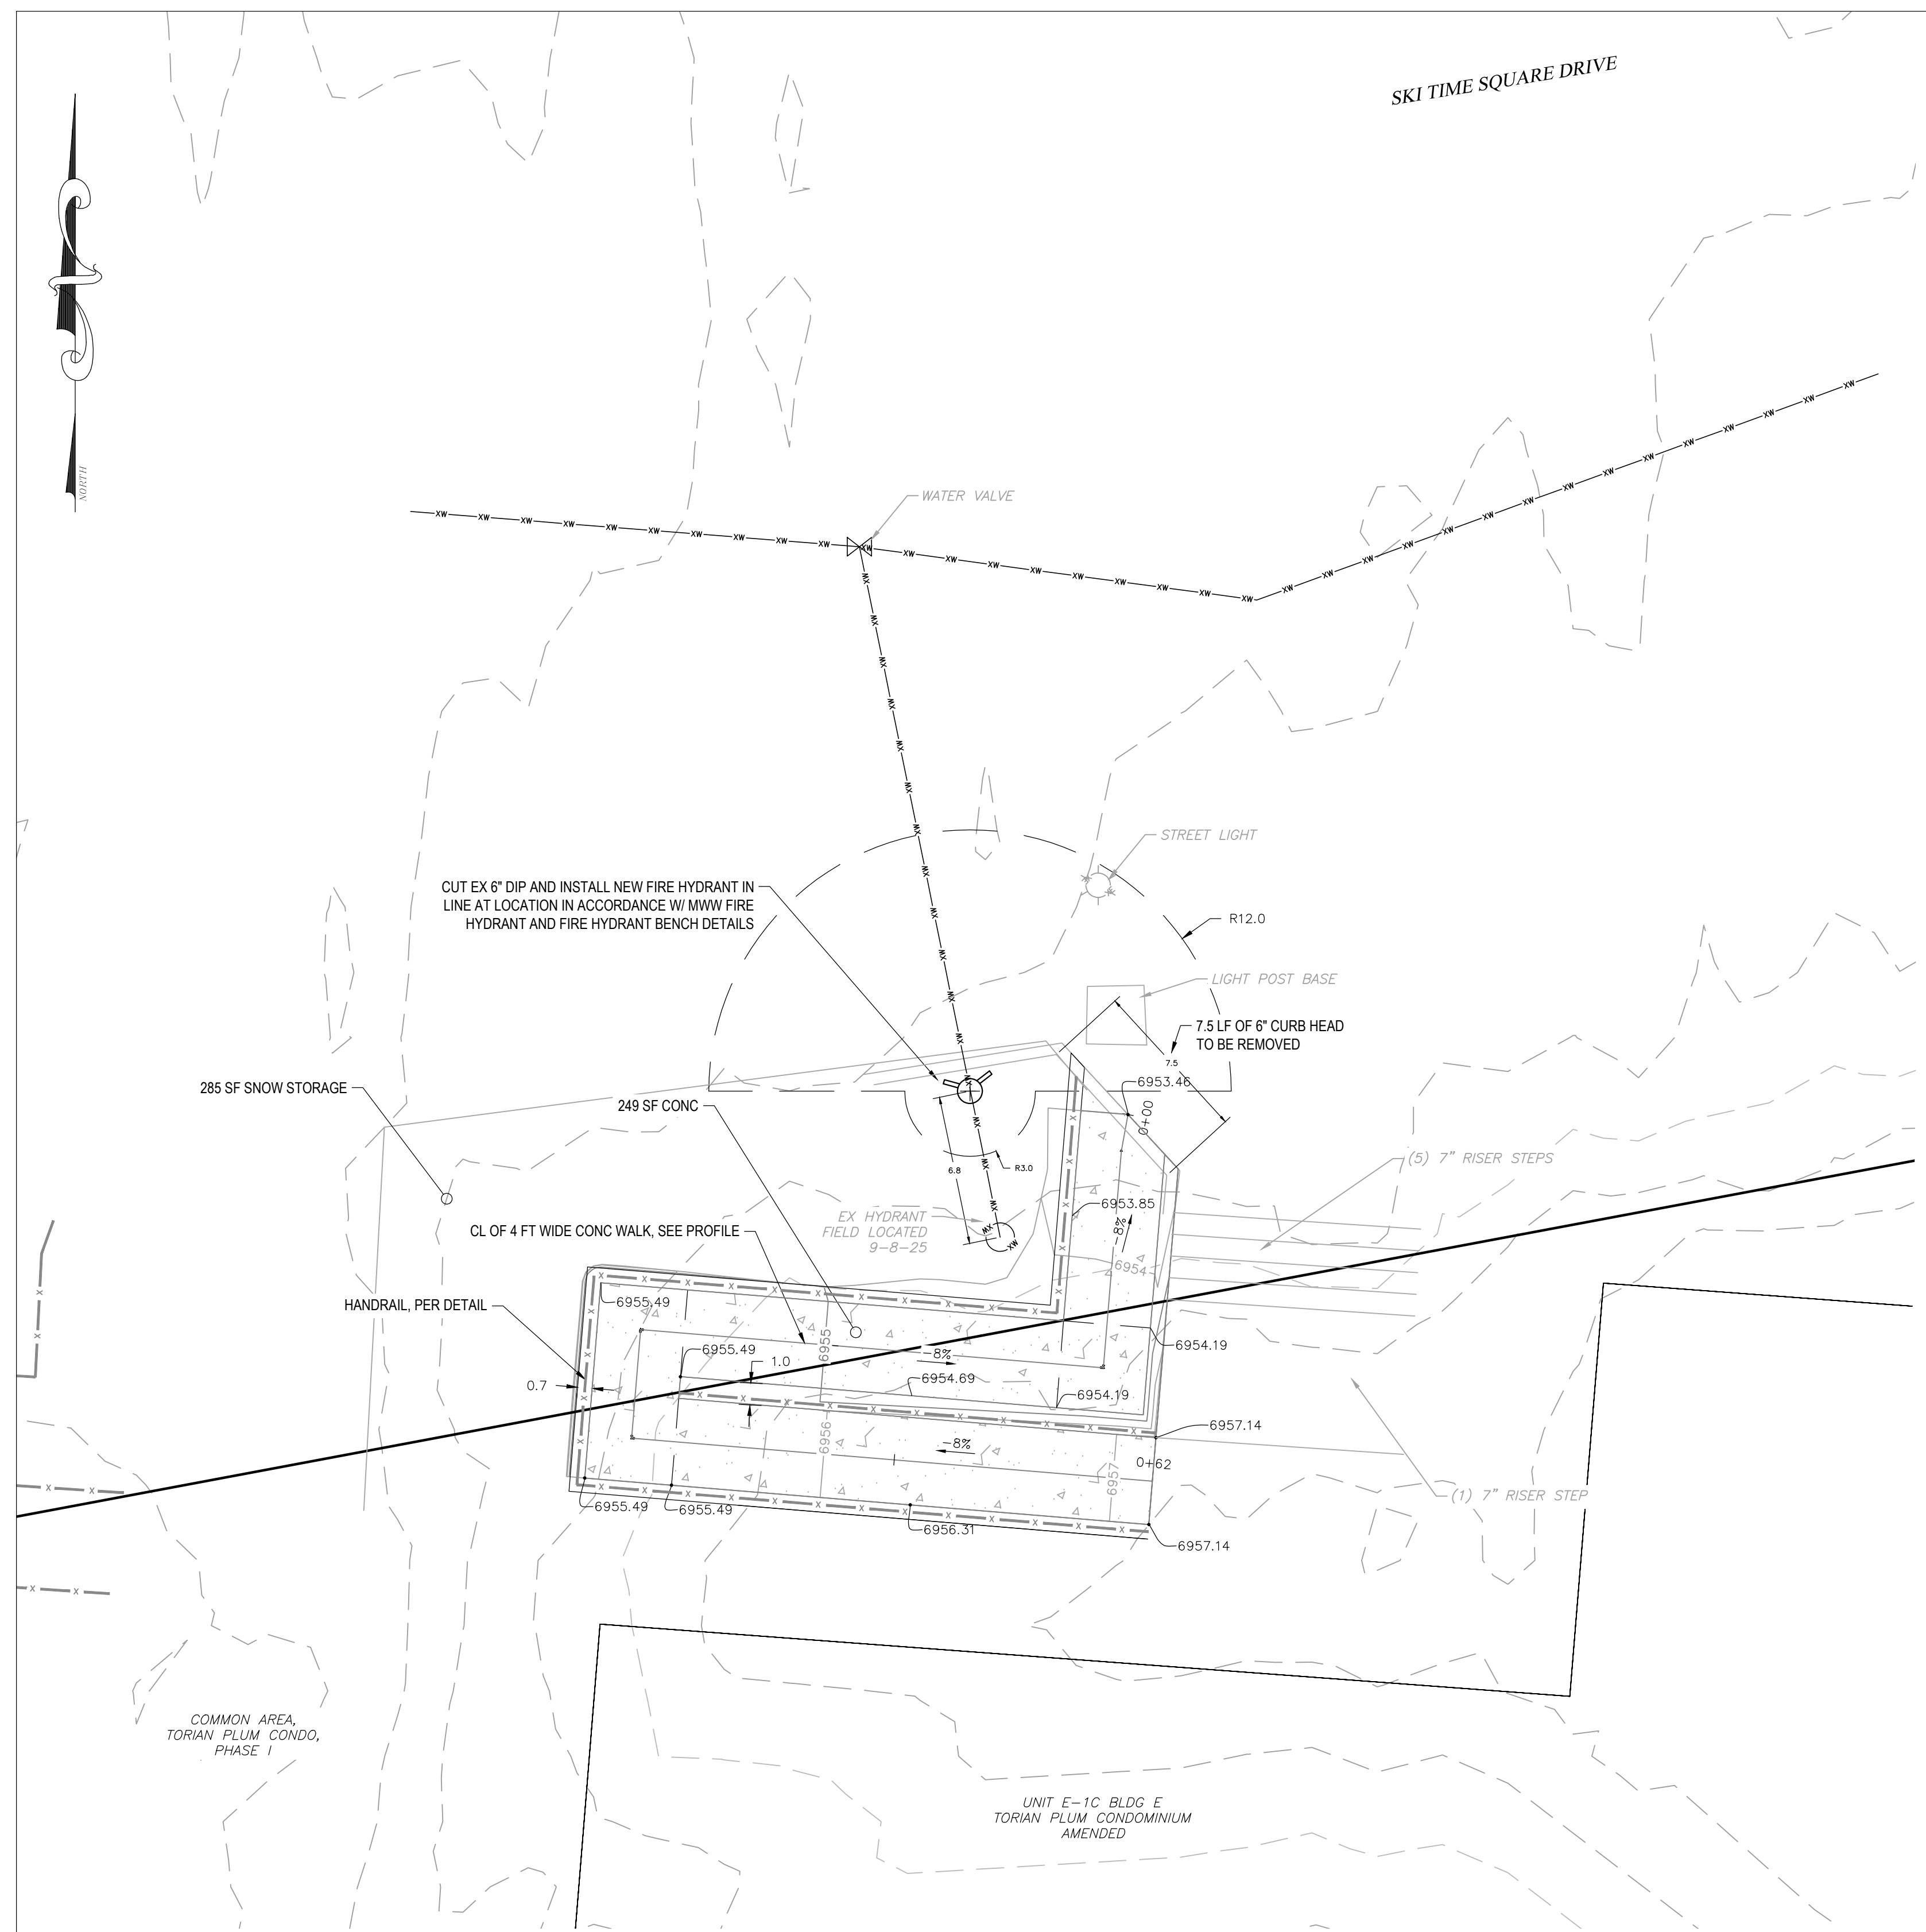 SKI TIME SQUARE DRIVE
NORTH
WATER VALVE
STREET LIGHT
CUT EX 6" DIP AND INSTALL NEW FIRE HYDRANT IN
LINE AT LOCATION IN ACCORDANCE W/ MWW FIRE
HYDRANT AND FIRE HYDRANT BENCH DETAILS
R12.0
LIGHT POST BASE
7.5 LF OF 6" CURB HEAD
TO BE REMOVED
7.5
285 SF SNOW STORAGE
6953.46
249 SF CONC
0+00
(5) 7" RISER STEPS
6.8
R3.0
6953.85
EX HYDRANT
FIELD LOCATED
9-8-25
-8%
CL OF 4 FT WIDE CONC WALK, SEE PROFILE
6954
HANDRAIL, PER DETAIL
6955.49
6955
6954.19
-8%
6955.49
1.0
0.7
6954.69
6954.19
6957.14
6956
-8%
0+62
6957
(1) 7" RISER STEP
6955.49
6955.49
6956.31
6957.14
COMMON AREA,
TORIAN PLUM CONDO,
PHASE I
UNIT E-1C BLDG E
TORIAN PLUM CONDOMINIUM
AMENDED